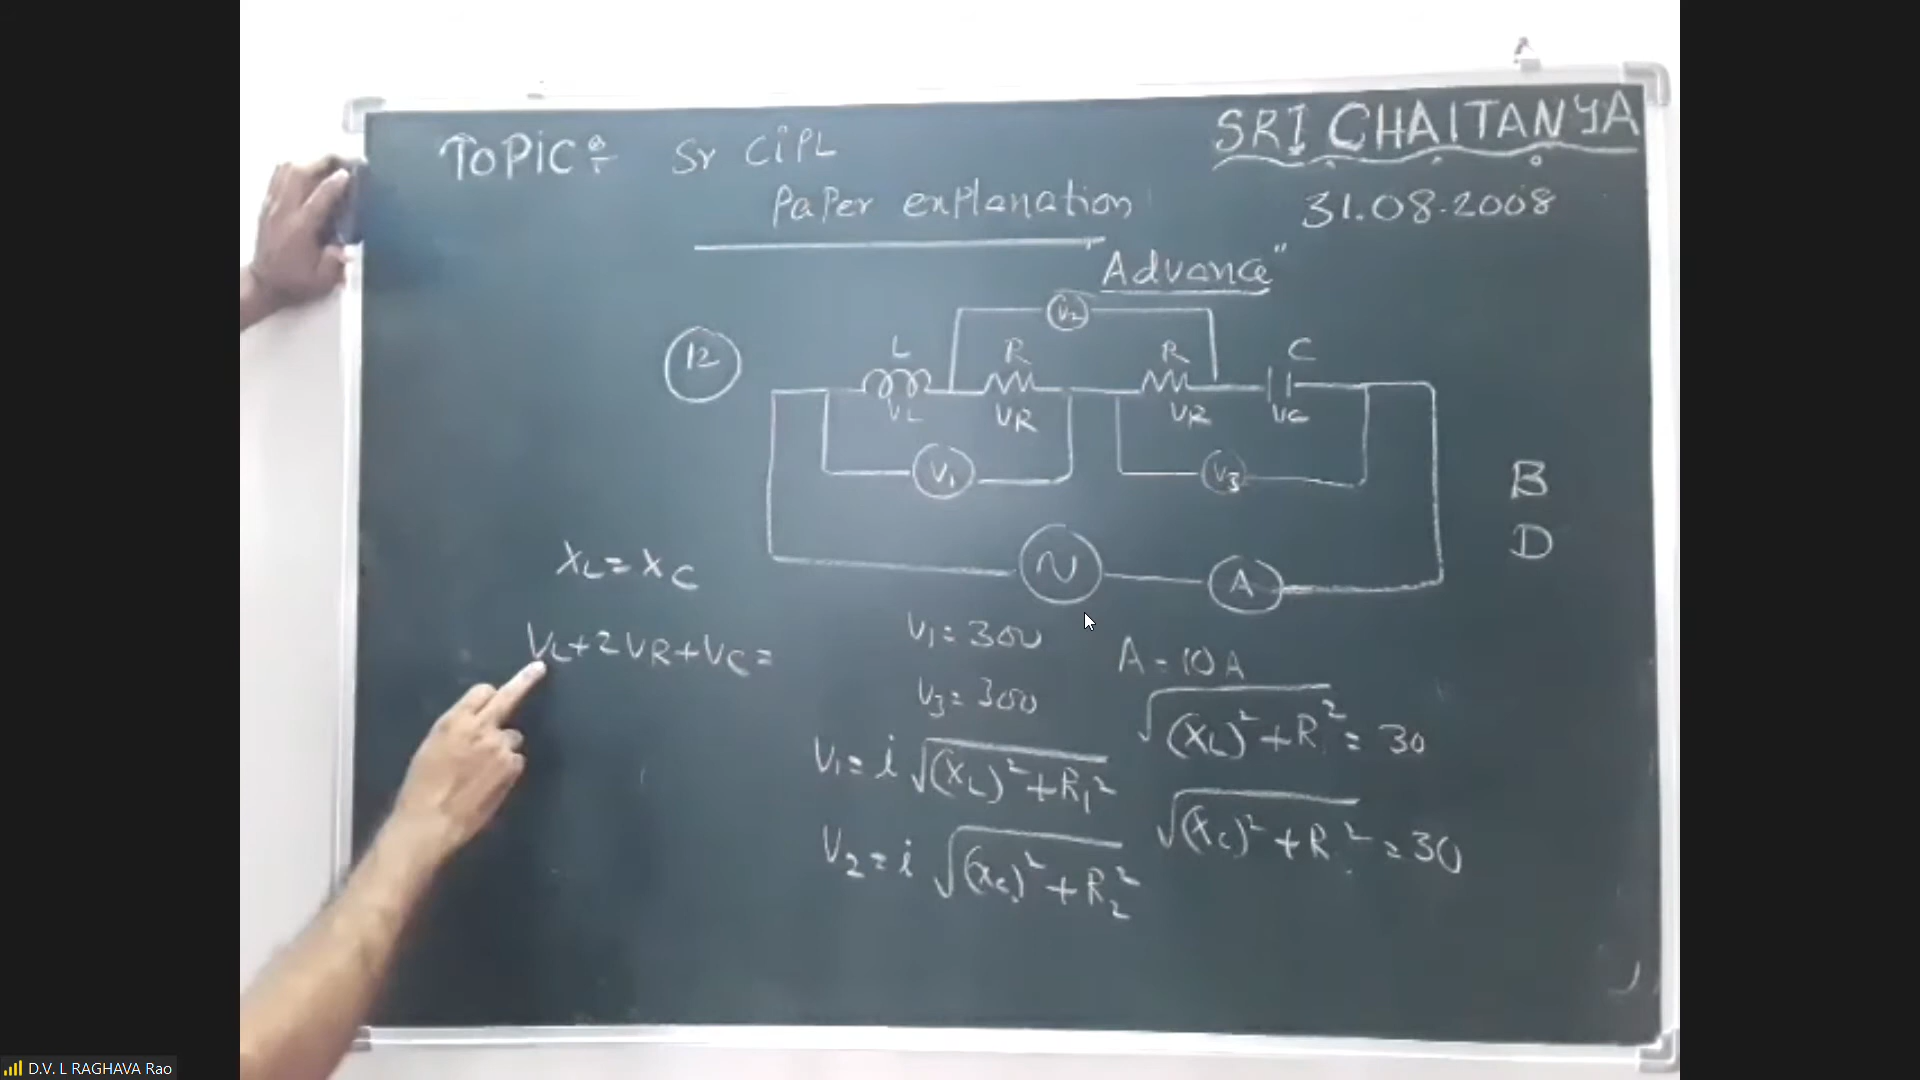 TOPIC:- Sr CIPL
Paper explanation
SRI CHAITANYA
31.08.2008
"Advance"
12
V2
L
R
R
C
VL
VR
VR
VC
V1
V3
B
D
A
XL = XC
VL+2VR+VC=
V1 = 300
A = 10A
V3 = 300
√(XL)²+R² = 30
V1 = i √(XL)²+R1²
√(XC)²+R² = 30
V2 = i √(XC)²+R2²
D.V. L RAGHAVA Rao